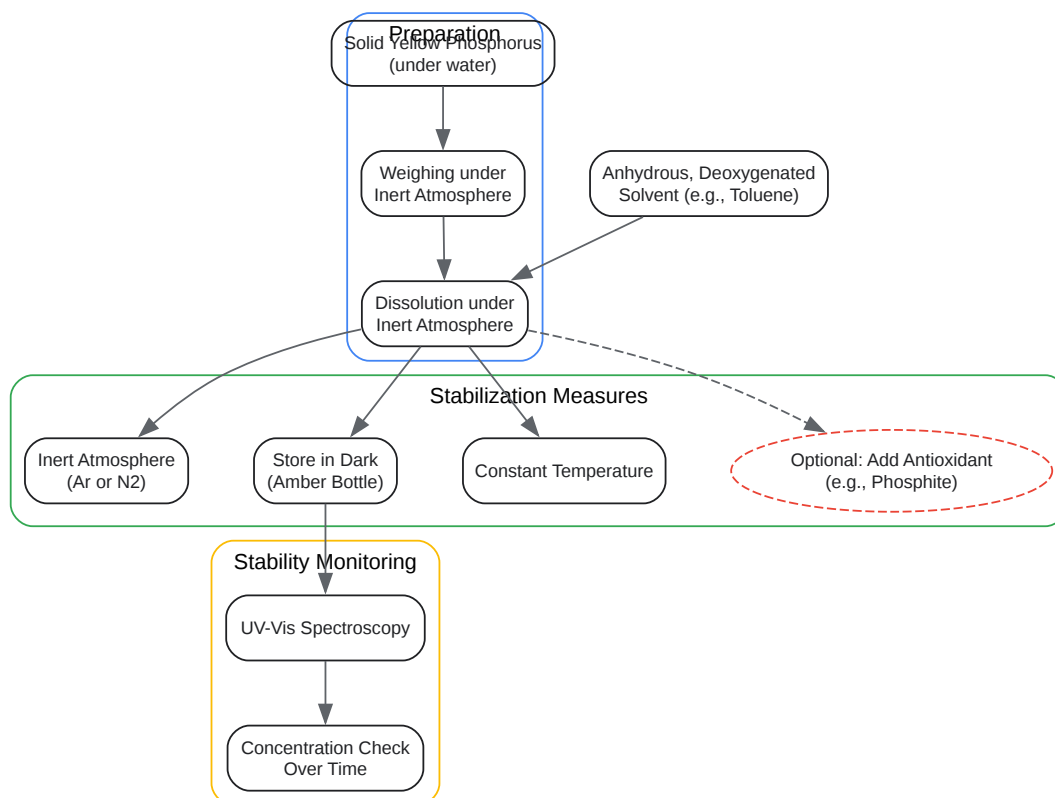 Preparation
Solid Yellow Phosphorus
(under water)
Weighing under
Inert Atmosphere
Anhydrous, Deoxygenated
Solvent (e.g., Toluene)
Dissolution under
Inert Atmosphere
Stabilization Measures
Inert Atmosphere
(Ar or N2)
Store in Dark
(Amber Bottle)
Constant Temperature
Optional: Add Antioxidant
(e.g., Phosphite)
Stability Monitoring
UV-Vis Spectroscopy
Concentration Check
Over Time